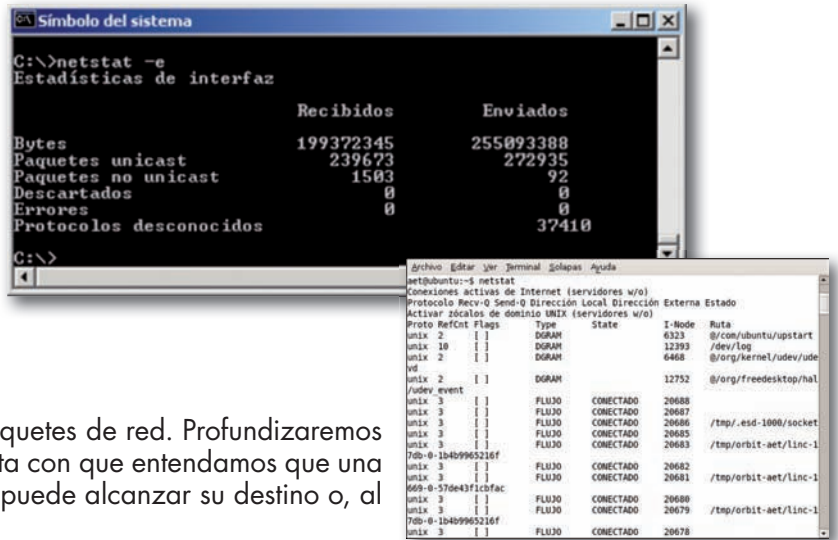 Símbolo del sistema
C:\>netstat -e
Estadísticas de interfaz
Recibidos Enviados
Bytes 199372345 255093388
Paquetes unicast 239673 272935
Paquetes no unicast 1503 92
Descartados 0 0
Errores 0 0
Protocolos desconocidos 37410
C:\>
Archivo Editar Ver Terminal Solapas Ayuda
aet@ubuntu:~$ netstat
Conexiones activas de Internet (servidores w/o)
Protocolo Recv-Q Send-Q Dirección Local Dirección Externa Estado
Activar zócalos de dominio UNIX (servidores w/o)
Proto RefCnt Flags Type State I-Node Ruta
unix 2 [ ] DGRAM 6323 @/com/ubuntu/upstart
unix 10 [ ] DGRAM 12393 /dev/log
unix 2 [ ] DGRAM 6468 @/org/kernel/udev/ude
vd
unix 2 [ ] DGRAM 12752 @/org/freedesktop/hal
/udev_event
unix 3 [ ] FLUJO CONECTADO 20688
unix 3 [ ] FLUJO CONECTADO 20687
unix 3 [ ] FLUJO CONECTADO 20686 /tmp/.esd-1000/socket
unix 3 [ ] FLUJO CONECTADO 20685
unix 3 [ ] FLUJO CONECTADO 20683 /tmp/orbit-aet/linc-1
7db-0-1b4b9965216f
unix 3 [ ] FLUJO CONECTADO 20682
unix 3 [ ] FLUJO CONECTADO 20681 /tmp/orbit-aet/linc-1
669-0-57de43f1cbfac
unix 3 [ ] FLUJO CONECTADO 20680
unix 3 [ ] FLUJO CONECTADO 20679 /tmp/orbit-aet/linc-1
7db-0-1b4b9965216f
unix 3 [ ] FLUJO CONECTADO 20678
quetes de red. Profundizaremos
ta con que entendamos que una
puede alcanzar su destino o, al